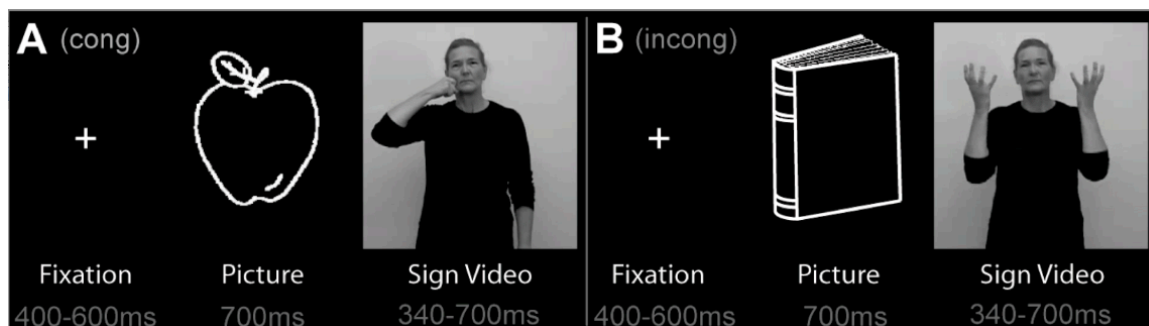 A (cong)
+
Fixation
400-600ms
Picture
700ms
Sign Video
340-700ms
B (incong)
+
Fixation
400-600ms
Picture
700ms
Sign Video
340-700ms